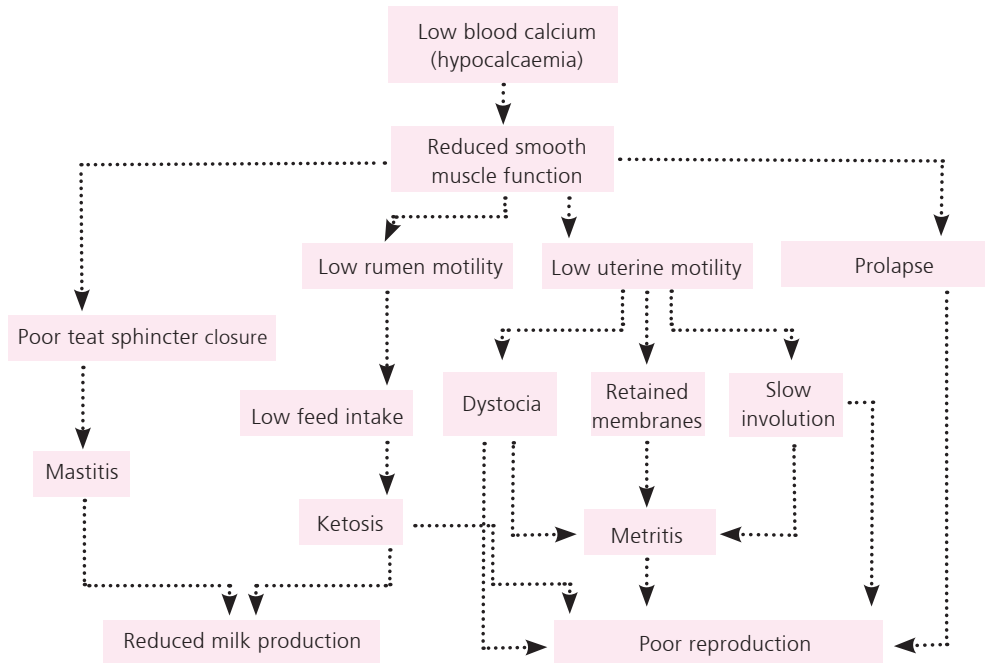 Low blood calcium
(hypocalcaemia)
Reduced smooth
muscle function
Low rumen motility
Low uterine motility
Prolapse
Poor teat sphincter closure
Low feed intake
Dystocia
Retained
membranes
Slow
involution
Mastitis
Ketosis
Metritis
Reduced milk production
Poor reproduction